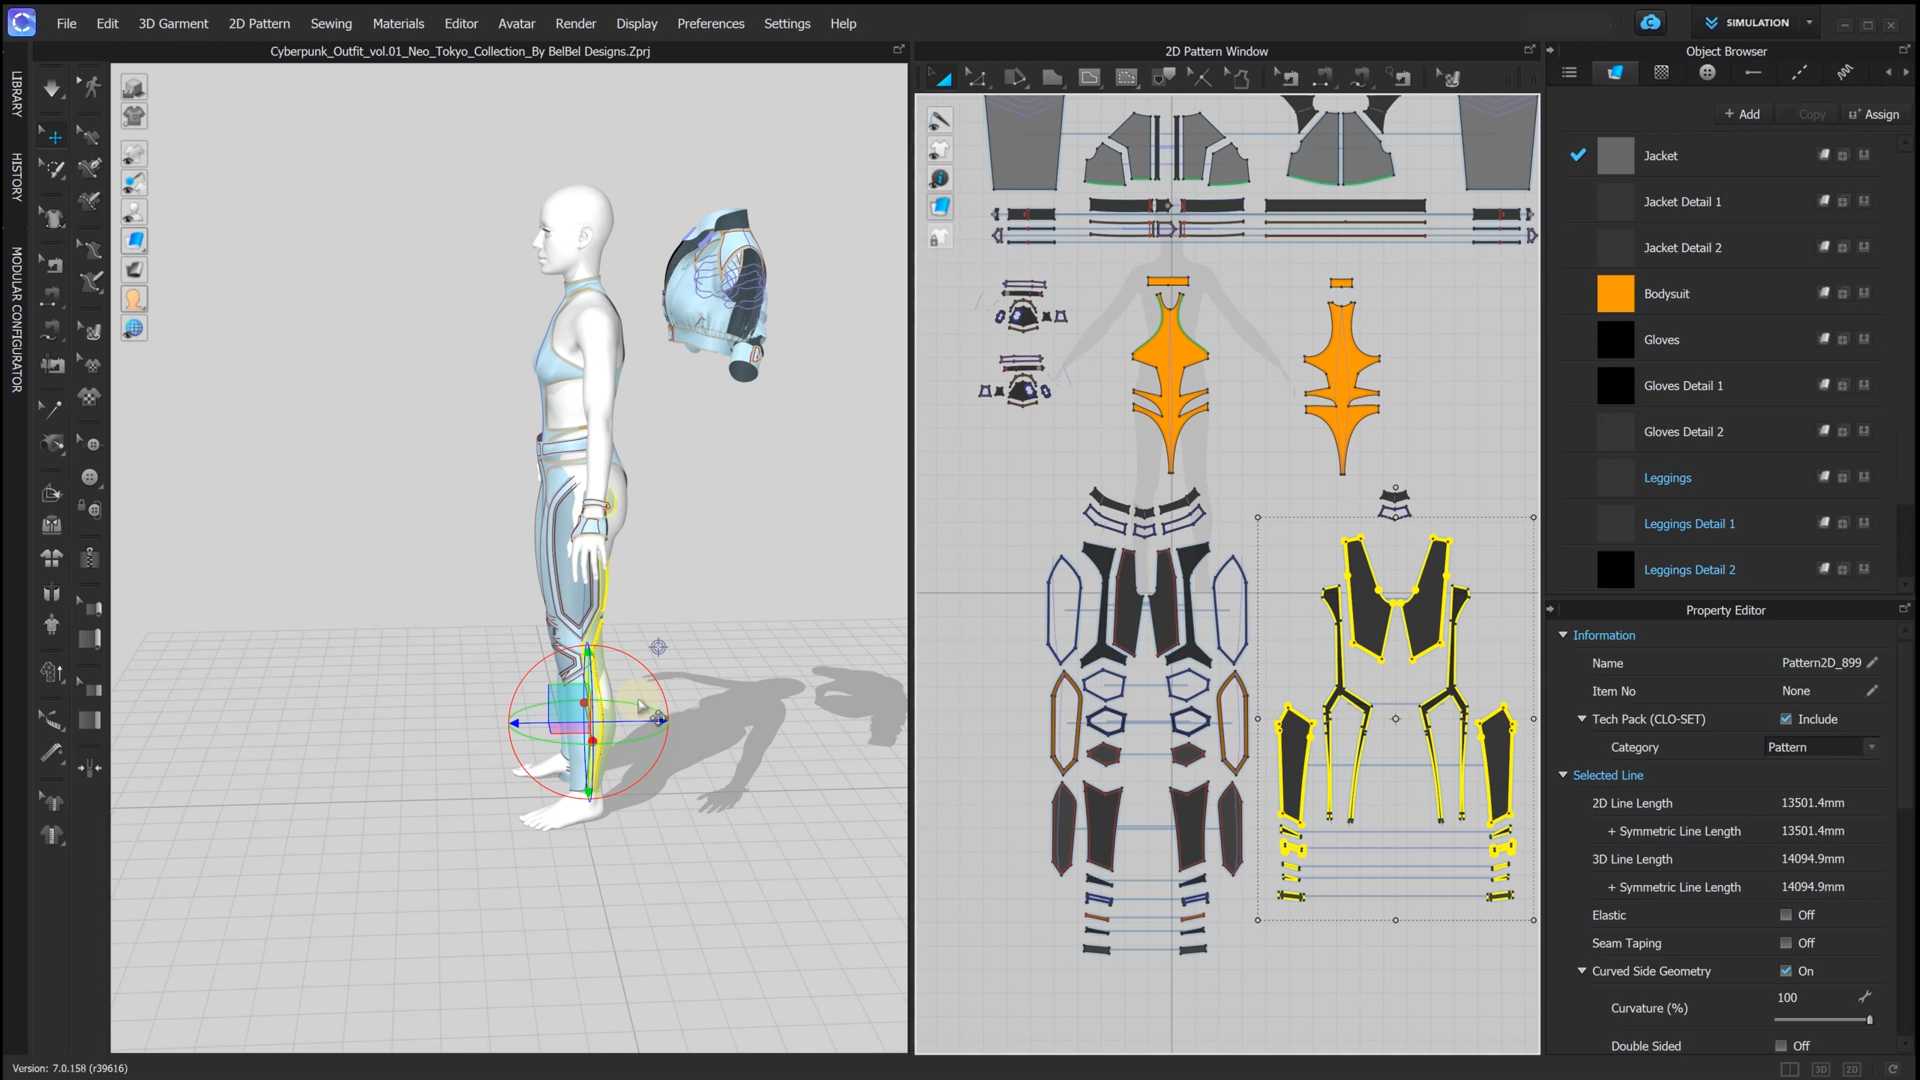 File Edit 3D Garment 2D Pattern Sewing Materials Editor Avatar Render Display Preferences Settings Help
SIMULATION
Cyberpunk_Outfit_vol.01_Neo_Tokyo_Collection_By BelBel Designs.Zprj
2D Pattern Window
Object Browser
LIBRARY
HISTORY
MODULAR CONFIGURATOR
+ Add Copy Assign
Jacket
Jacket Detail 1
Jacket Detail 2
Bodysuit
Gloves
Gloves Detail 1
Gloves Detail 2
Leggings
Leggings Detail 1
Leggings Detail 2
Property Editor
Information
Name Pattern2D_899
Item No None
Tech Pack (CLO-SET) Include
Category Pattern
Selected Line
2D Line Length 13501.4mm
+ Symmetric Line Length 13501.4mm
3D Line Length 14094.9mm
+ Symmetric Line Length 14094.9mm
Elastic Off
Seam Taping Off
Curved Side Geometry On
Curvature (%) 100
Double Sided Off
Version: 7.0.158 (r39616)
3D 2D